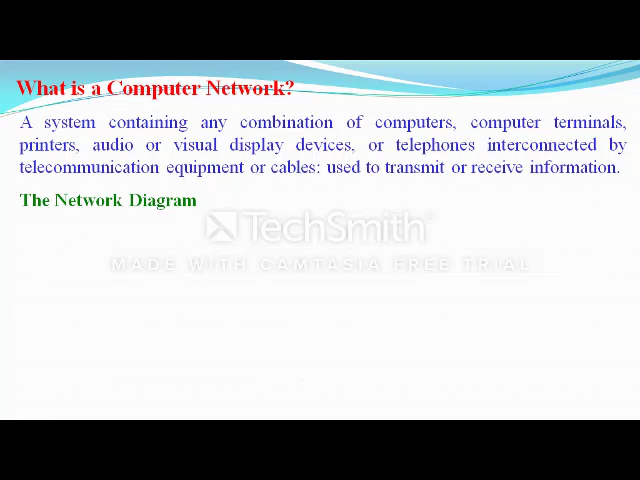 What is a Computer Network?
A system containing any combination of computers, computer terminals,
printers, audio or visual display devices, or telephones interconnected by
telecommunication equipment or cables: used to transmit or receive information.
The Network Diagram
TechSmith
MADE WITH CAMTASIA FREE TRIAL